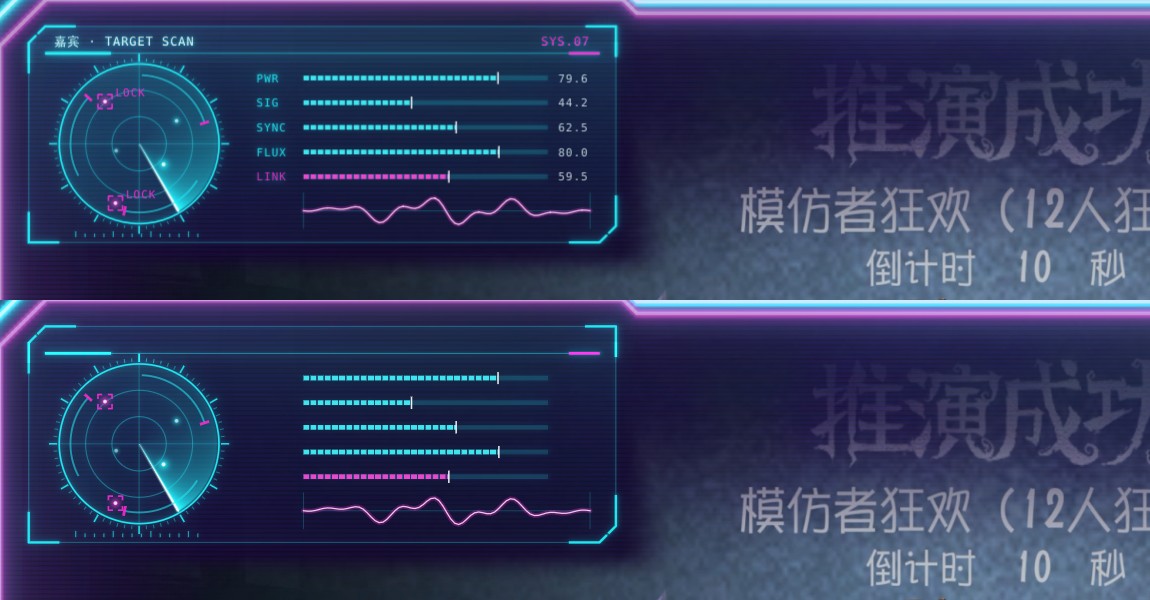 嘉宾 · TARGET SCAN
SYS.07
LOCK
LOCK
PWR 79.6
SIG 44.2
SYNC 62.5
FLUX 80.0
LINK 59.5
推演成功
模仿者狂欢（12人狂
倒计时 10 秒
推演成功
模仿者狂欢（12人狂
倒计时 10 秒